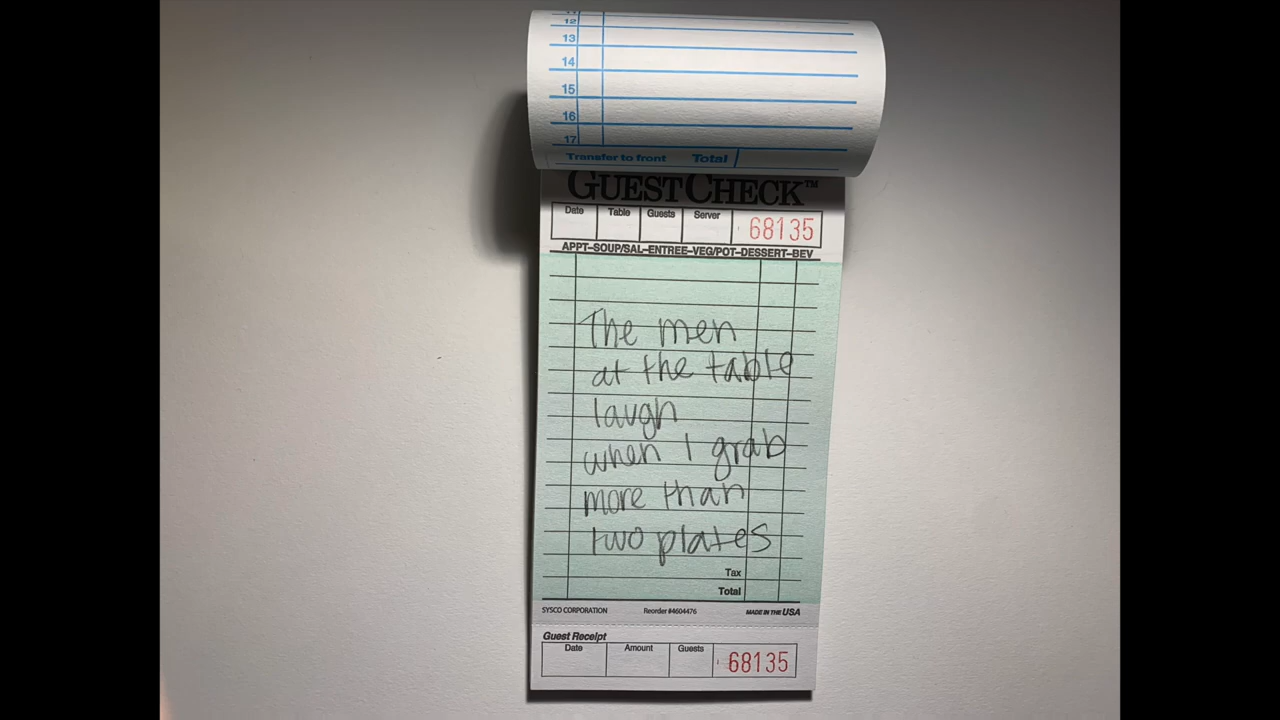 12
13
14
15
16
17
Transfer to front Total
GUESTCHECK™
Date Table Guests Server 68135
APPT–SOUP/SAL–ENTREE–VEG/POT–DESSERT–BEV
The men
at the table
laugh
when I grab
more than
two plates
Tax
Total
SYSCO CORPORATION Reorder #4604476 MADE IN THE USA
Guest Receipt
Date Amount Guests 68135